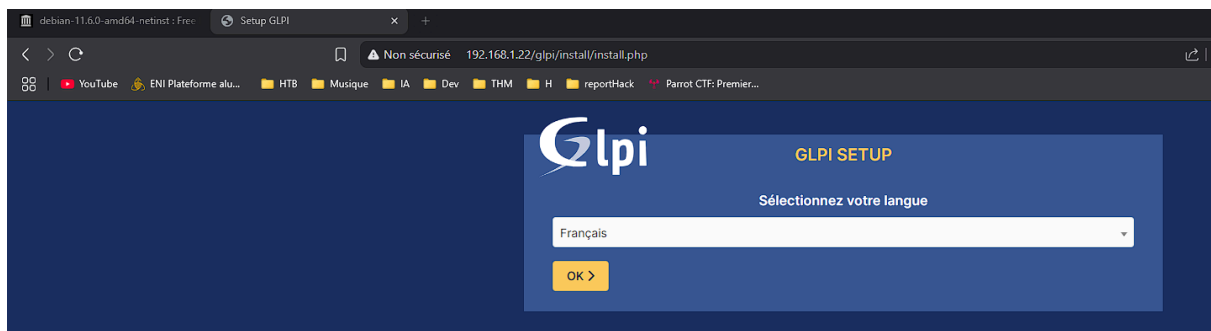 debian-11.6.0-amd64-netinst : Free
Setup GLPI
Non sécurisé 192.168.1.22/glpi/install/install.php
YouTube ENI Plateforme alu... HTB Musique IA Dev THM H reportHack Parrot CTF: Premier...
Glpi
GLPI SETUP
Sélectionnez votre langue
Français
OK